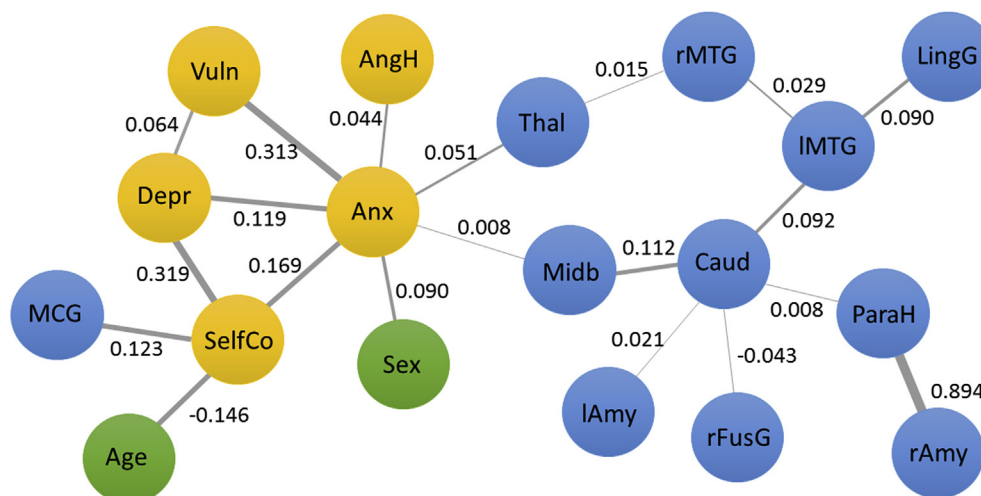 Vuln
AngH
rMTG
LingG
0.064
0.044
0.015
0.029
0.090
Thal
lMTG
0.313
0.051
Depr
0.119
Anx
0.008
0.092
0.319
0.169
Midb
0.112
Caud
MCG
0.123
SelfCo
0.090
0.008
ParaH
Sex
0.021
-0.043
0.894
-0.146
lAmy
rFusG
rAmy
Age